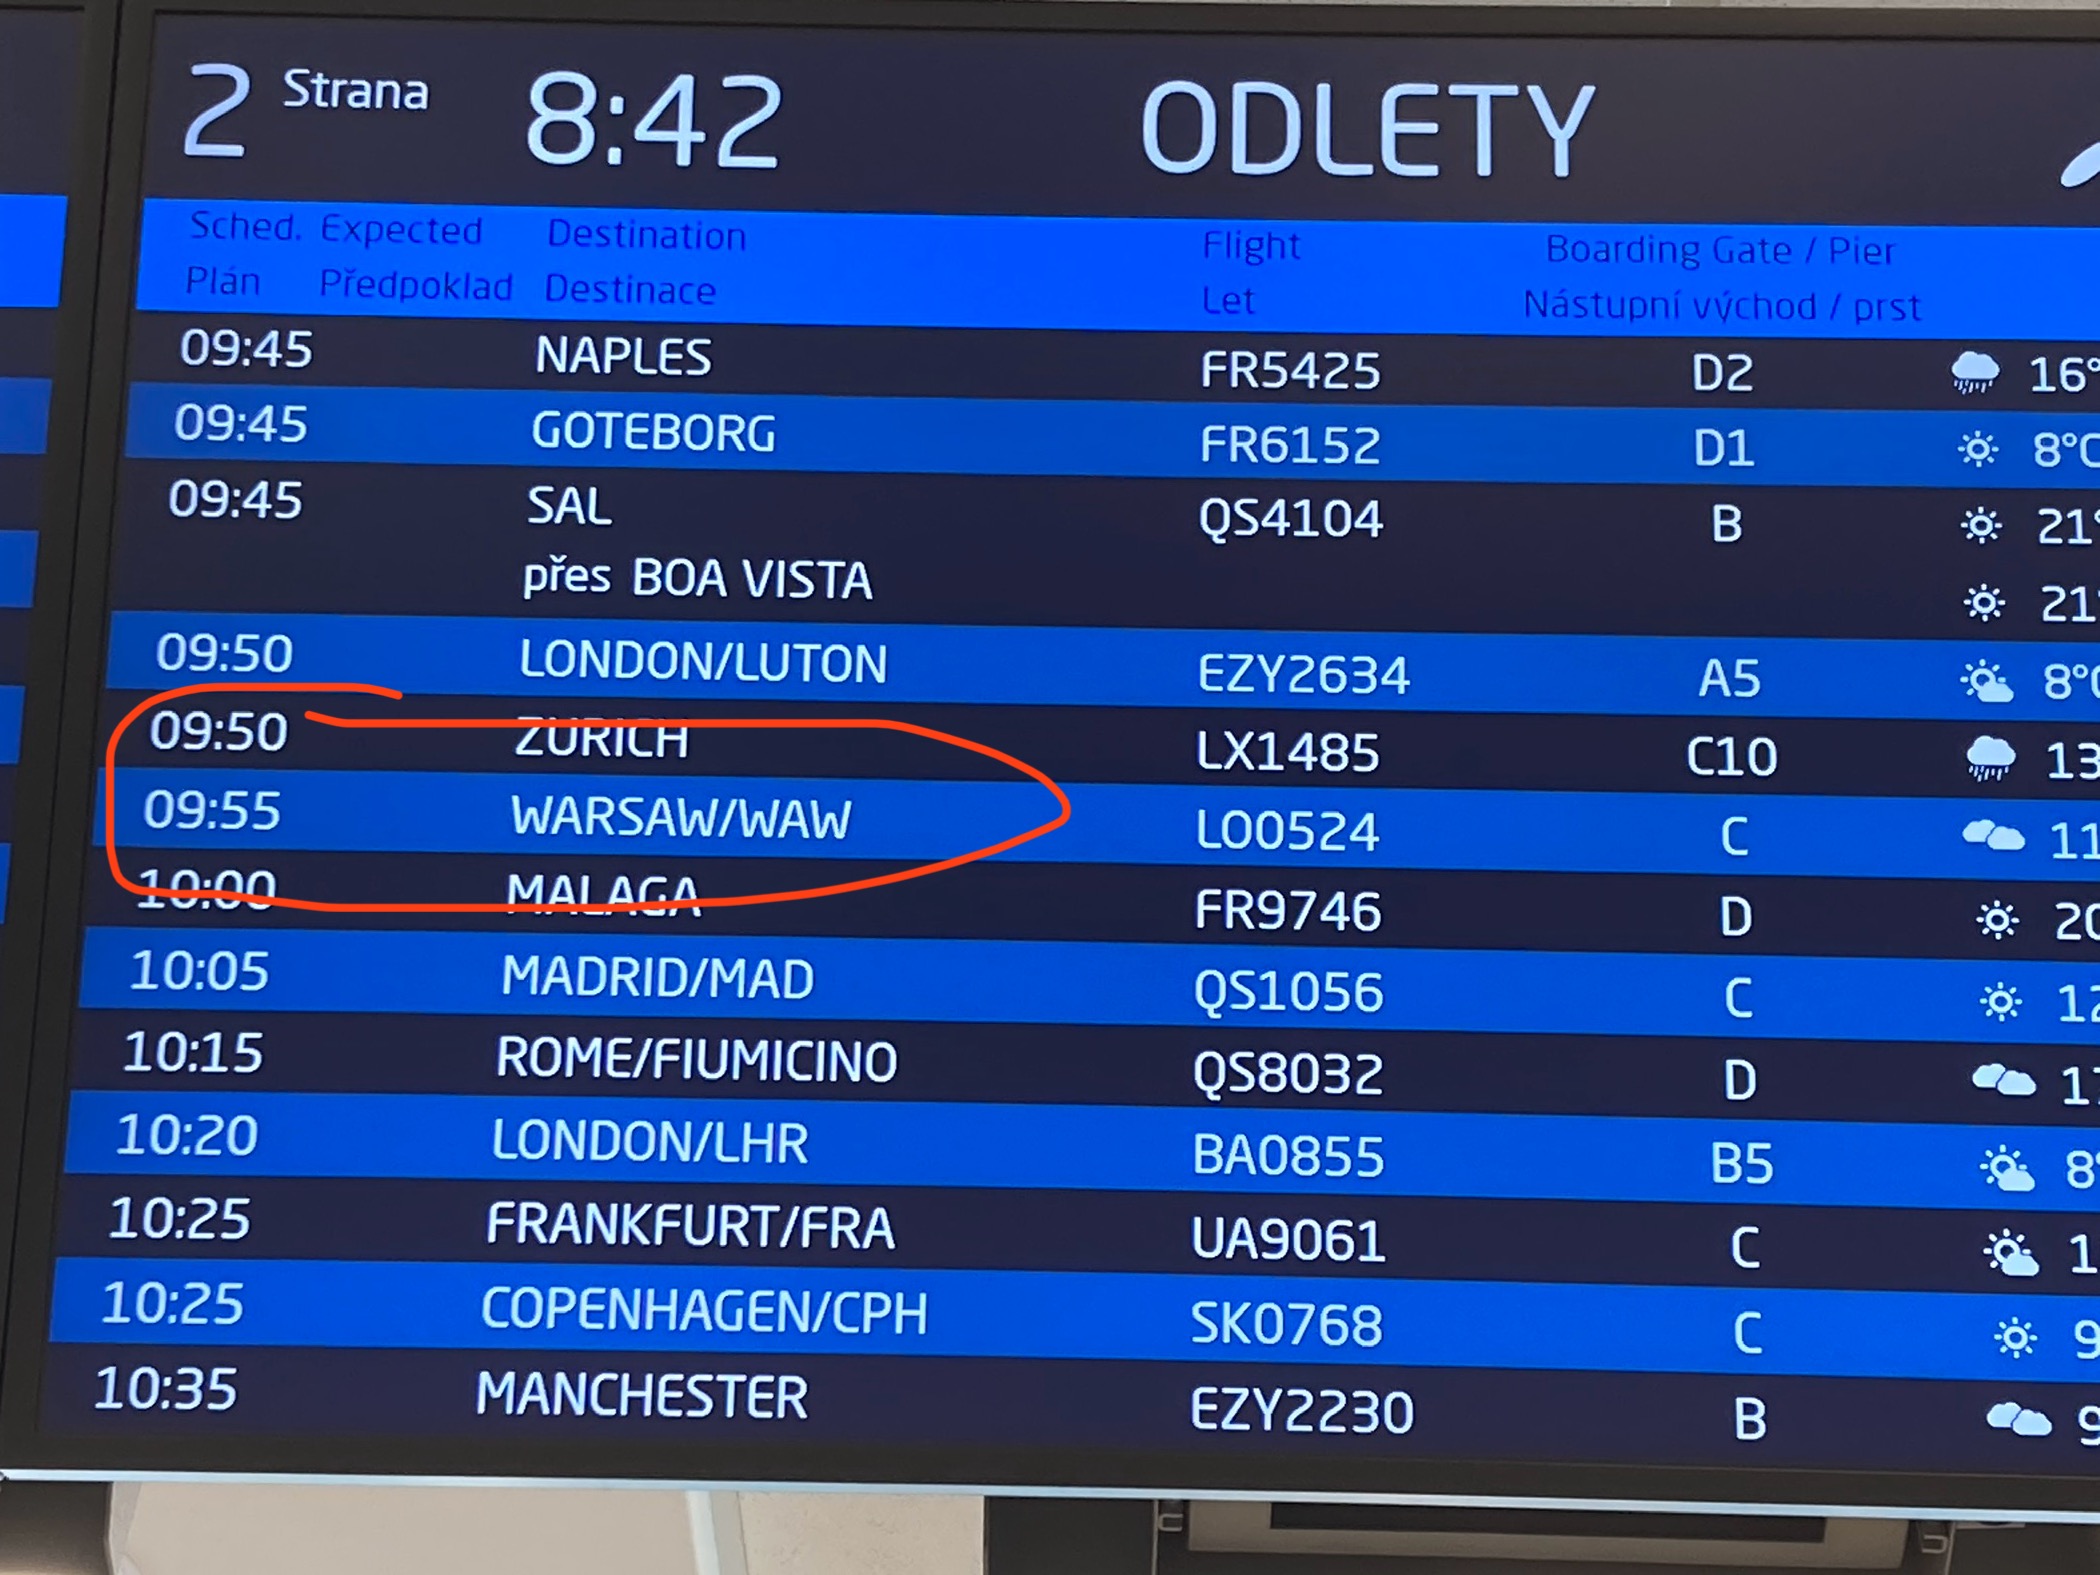 2 Strana 8:42 ODLETY
Sched. Expected Destination Flight Boarding Gate / Pier
Plán Předpoklad Destinace Let Nástupní východ / prst
09:45 NAPLES FR5425 D2 16°
09:45 GOTEBORG FR6152 D1 8°C
09:45 SAL QS4104 B 21°
přes BOA VISTA 21°
09:50 LONDON/LUTON EZY2634 A5 8°C
09:50 ZURICH LX1485 C10 13
09:55 WARSAW/WAW LO0524 C 11
10:00 MALAGA FR9746 D 20
10:05 MADRID/MAD QS1056 C 12
10:15 ROME/FIUMICINO QS8032 D 17
10:20 LONDON/LHR BA0855 B5 8°
10:25 FRANKFURT/FRA UA9061 C 1
10:25 COPENHAGEN/CPH SK0768 C 9
10:35 MANCHESTER EZY2230 B 9